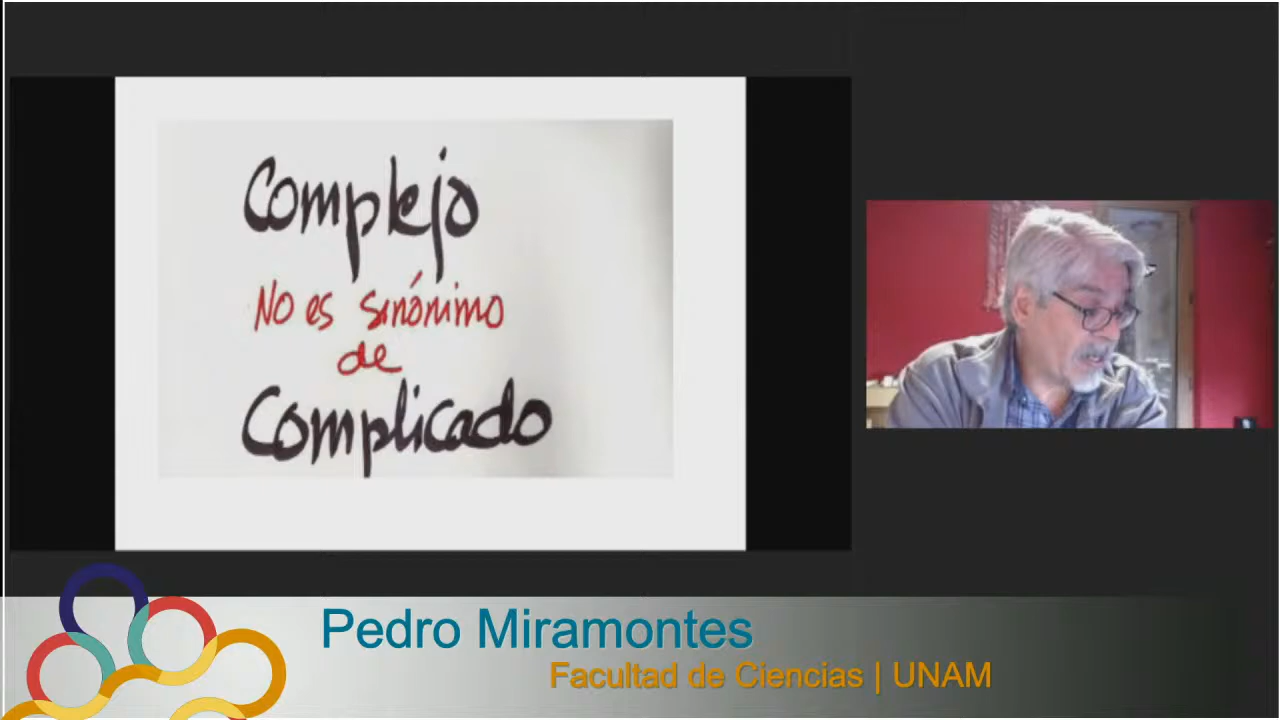 Complejo
No es sinónimo
de
Complicado
Pedro Miramontes
Facultad de Ciencias | UNAM